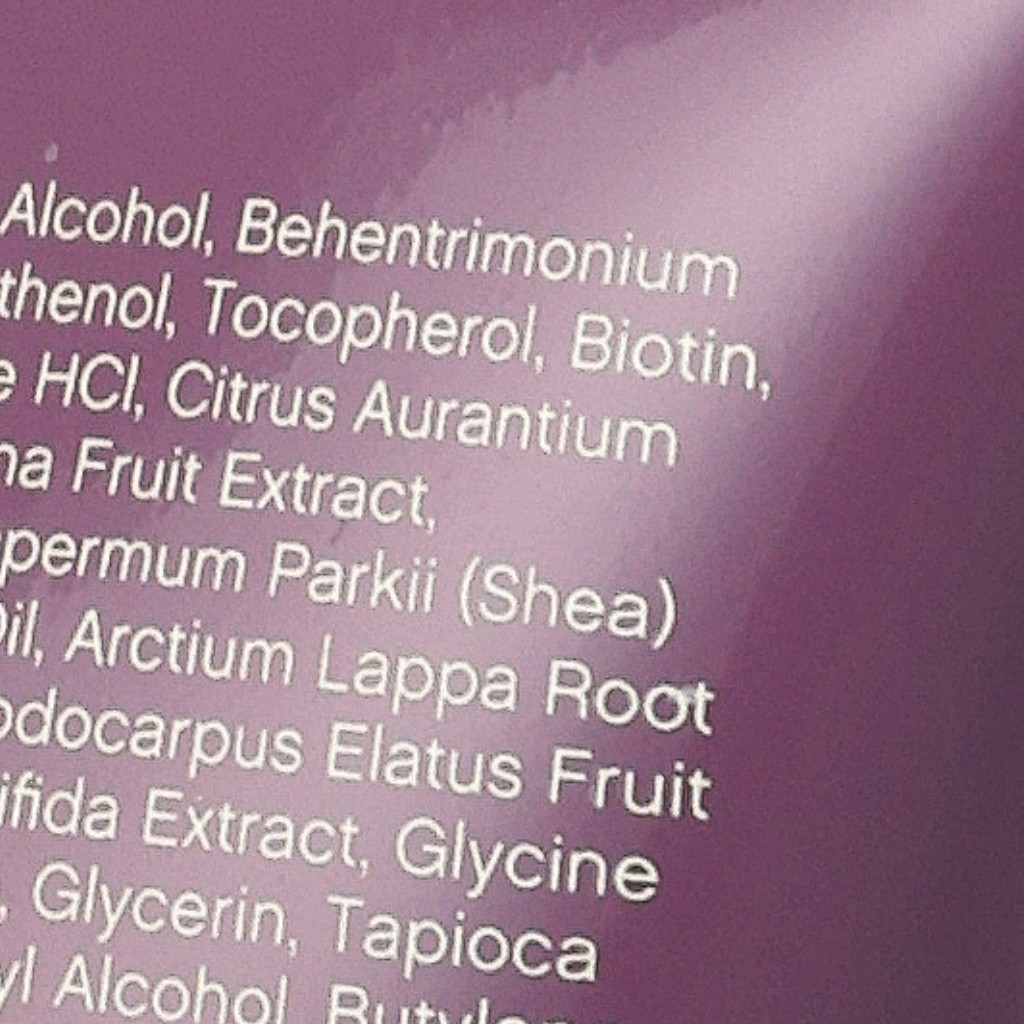 Alcohol, Behentrimonium
thenol, Tocopherol, Biotin,
e HCl, Citrus Aurantium
na Fruit Extract,
permum Parkii (Shea)
Oil, Arctium Lappa Root
odocarpus Elatus Fruit
ifida Extract, Glycine
, Glycerin, Tapioca
yl Alcohol,